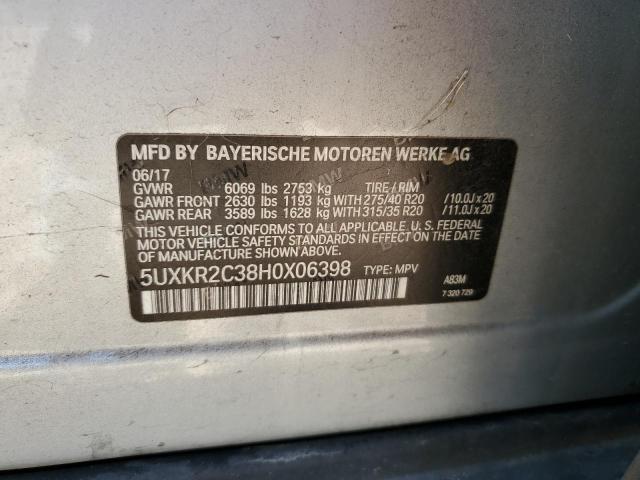 MFD BY BAYERISCHE MOTOREN WERKE AG
06/17
GVWR 6069 lbs 2753 kg TIRE / RIM
GAWR FRONT 2630 lbs 1193 kg WITH 275/40 R20 / 10.0J x 20
GAWR REAR 3589 lbs 1628 kg WITH 315/35 R20 / 11.0J x 20
THIS VEHICLE CONFORMS TO ALL APPLICABLE U. S. FEDERAL
MOTOR VEHICLE SAFETY STANDARDS IN EFFECT ON THE DATE
OF MANUFACTURE SHOWN ABOVE.
5UXKR2C38H0X06398 TYPE: MPV A83M
7 320 729